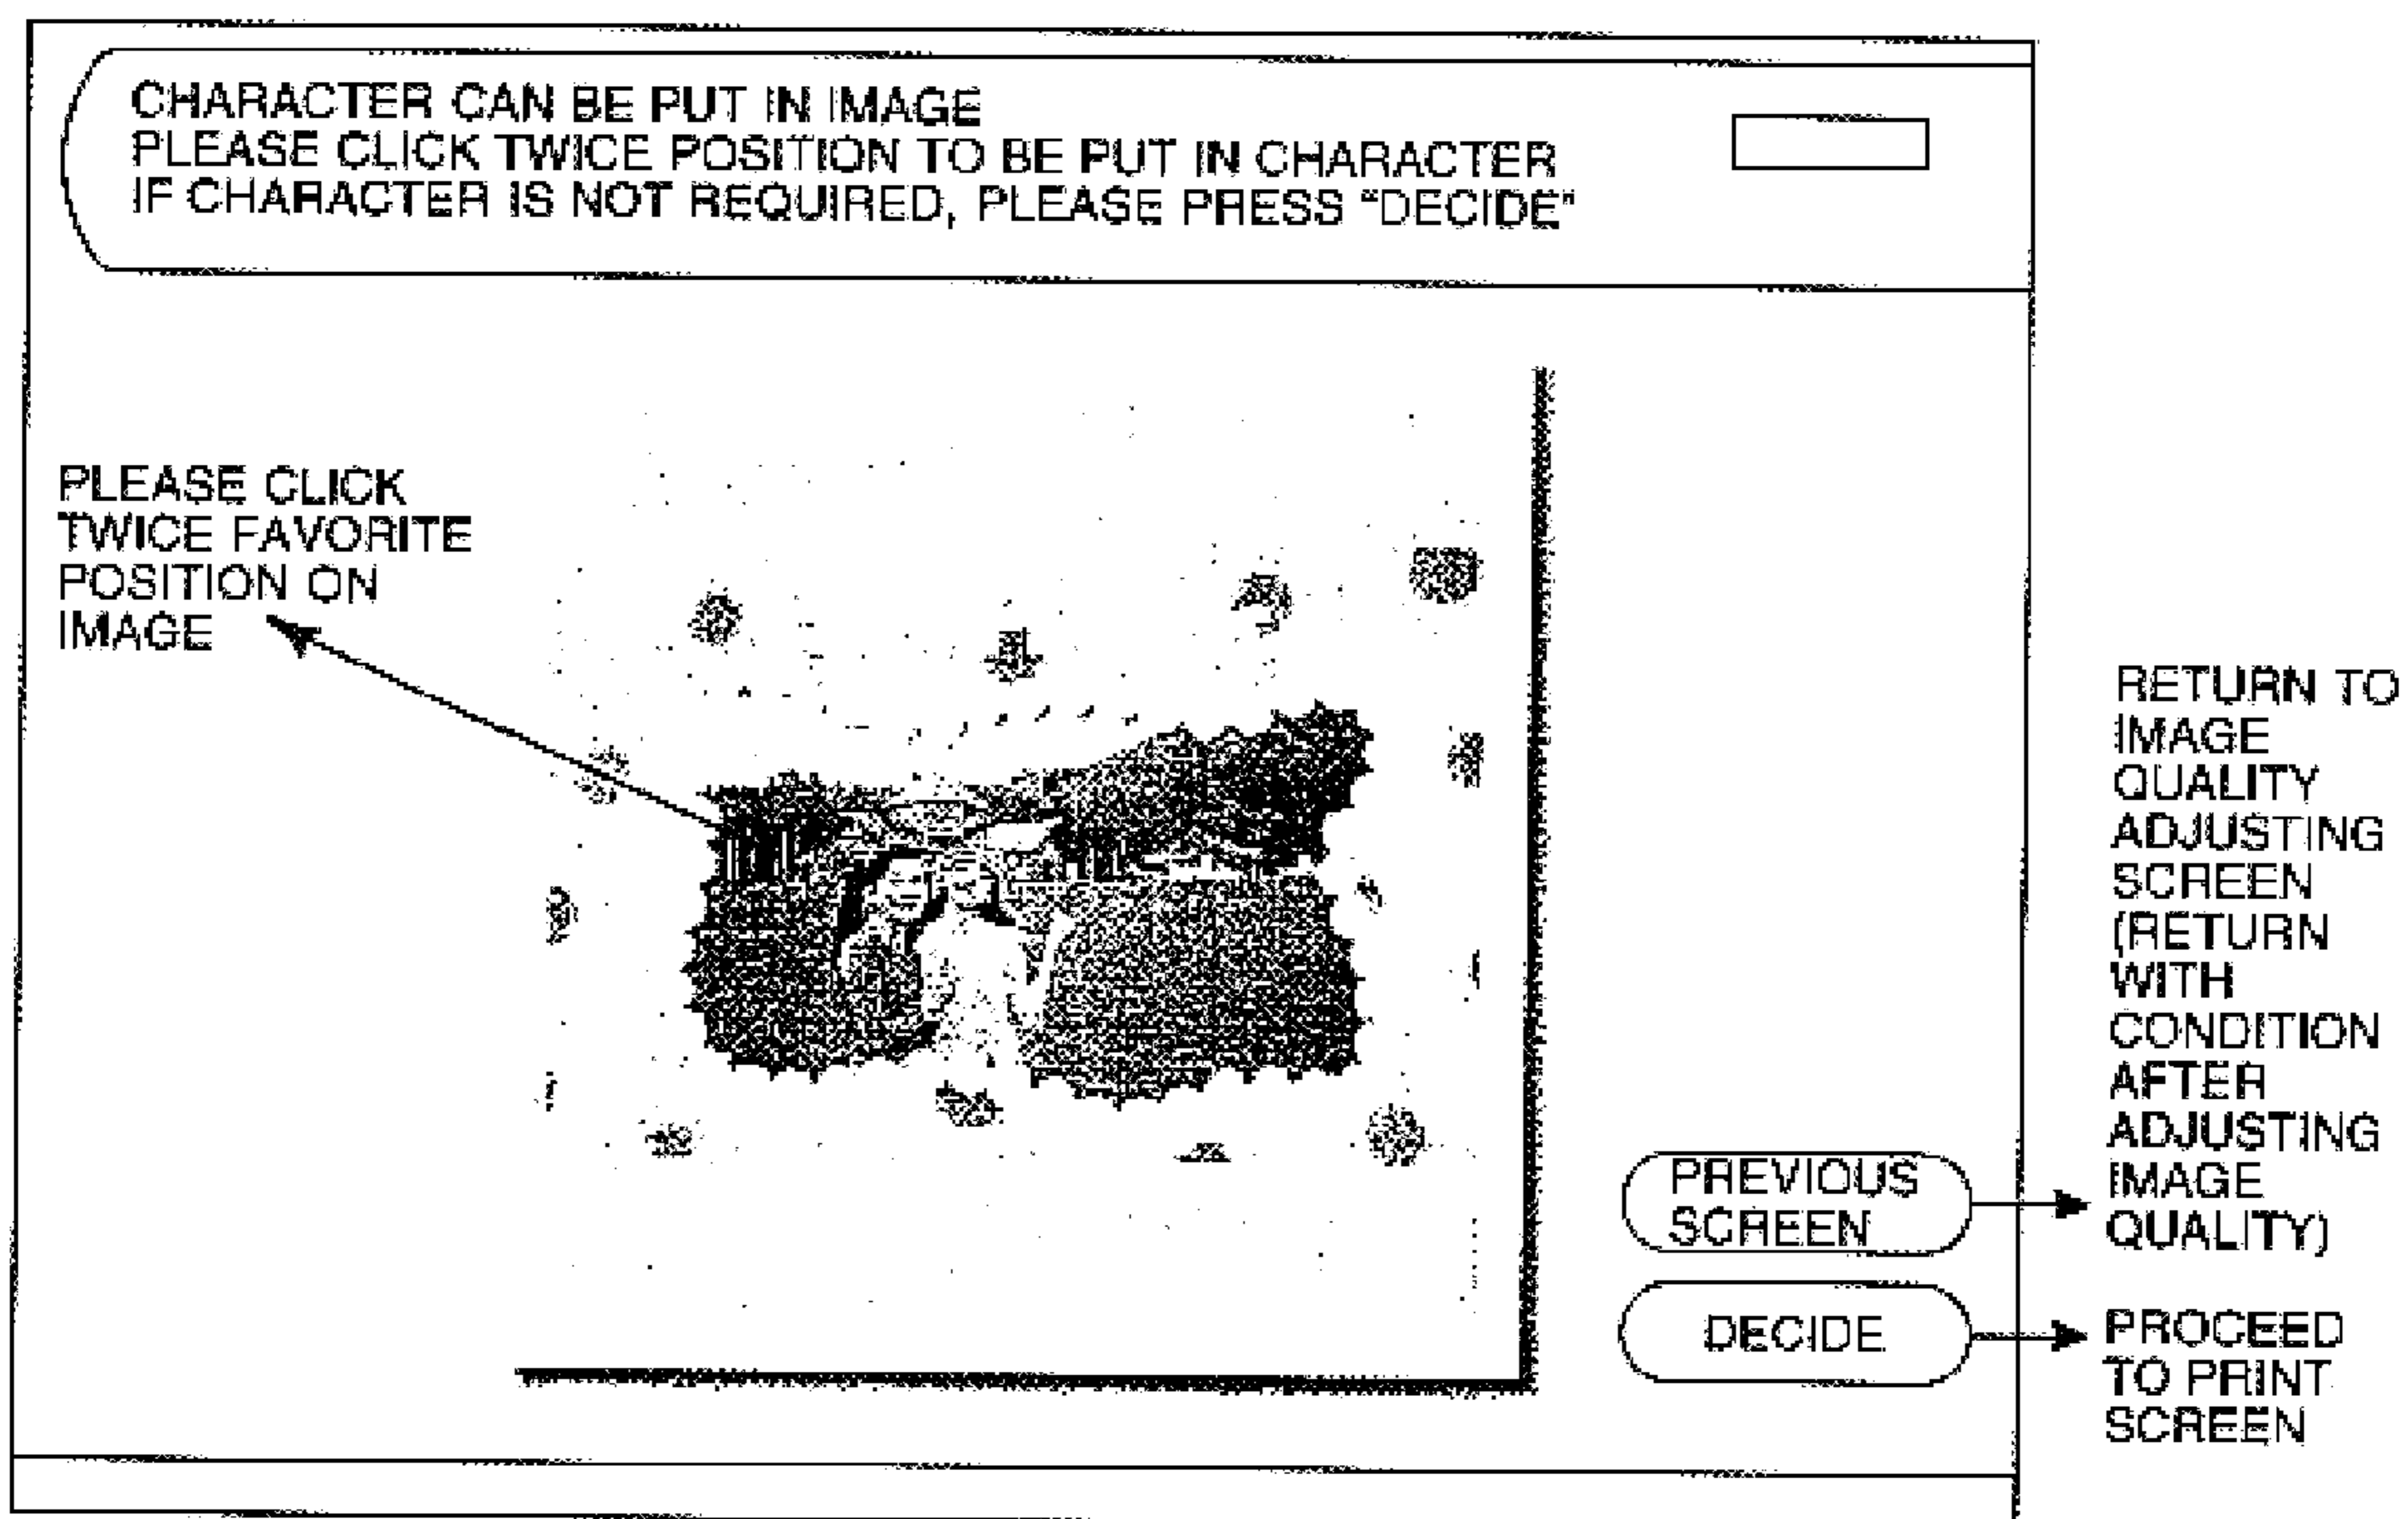 CHARACTER CAN BE PUT IN IMAGE
PLEASE CLICK TWICE POSITION TO BE PUT IN CHARACTER
IF CHARACTER IS NOT REQUIRED, PLEASE PRESS "DECIDE"
PLEASE CLICK
TWICE FAVORITE
POSITION ON
IMAGE
PREVIOUS
SCREEN
DECIDE
RETURN TO
IMAGE
QUALITY
ADJUSTING
SCREEN
(RETURN
WITH
CONDITION
AFTER
ADJUSTING
IMAGE
QUALITY)
PROCEED
TO PRINT
SCREEN